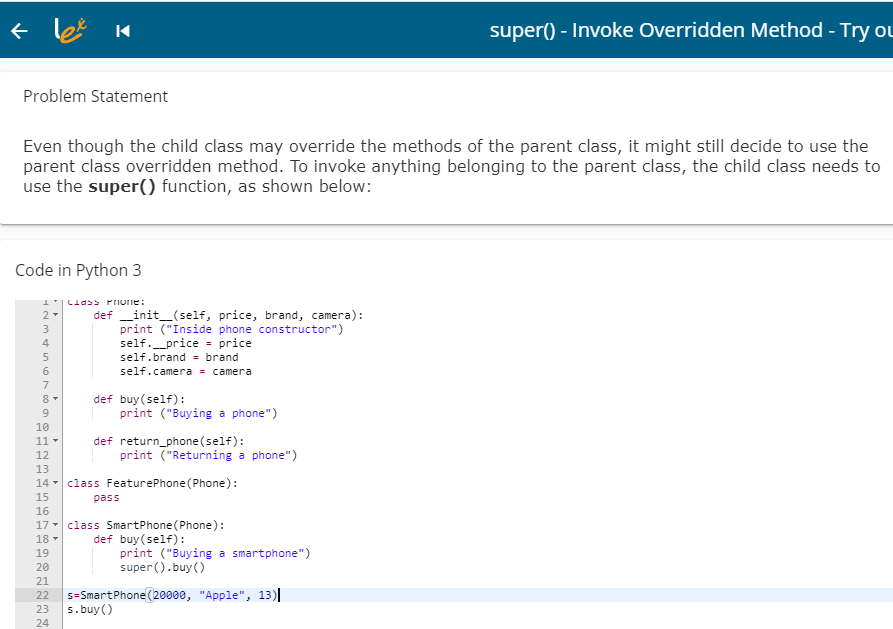 lex
super() - Invoke Overridden Method - Try ou
Problem Statement
Even though the child class may override the methods of the parent class, it might still decide to use the
parent class overridden method. To invoke anything belonging to the parent class, the child class needs to
use the super() function, as shown below:
Code in Python 3
1 class Phone:
2 def __init__(self, price, brand, camera):
3 print ("Inside phone constructor")
4 self.__price = price
5 self.brand = brand
6 self.camera = camera
7
8 def buy(self):
9 print ("Buying a phone")
10
11 def return_phone(self):
12 print ("Returning a phone")
13
14 class FeaturePhone(Phone):
15 pass
16
17 class SmartPhone(Phone):
18 def buy(self):
19 print ("Buying a smartphone")
20 super().buy()
21
22 s=SmartPhone(20000, "Apple", 13)
23 s.buy()
24